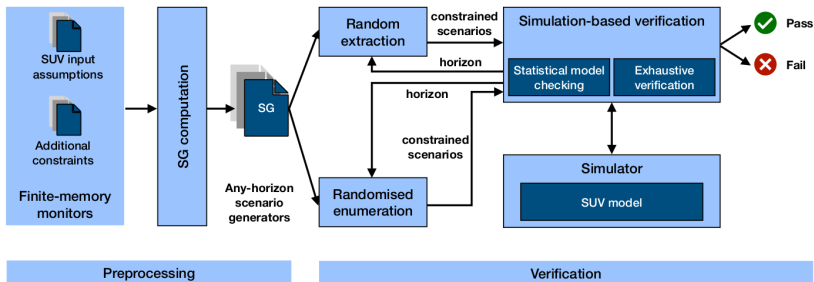 SUV input
assumptions
Additional
constraints
Finite-memory
monitors
SG computation
SG
Any-horizon
scenario
generators
Random
extraction
constrained
scenarios
horizon
horizon
constrained
scenarios
Randomised
enumeration
Simulation-based verification
Statistical model
checking
Exhaustive
verification
Pass
Fail
Simulator
SUV model
Preprocessing
Verification